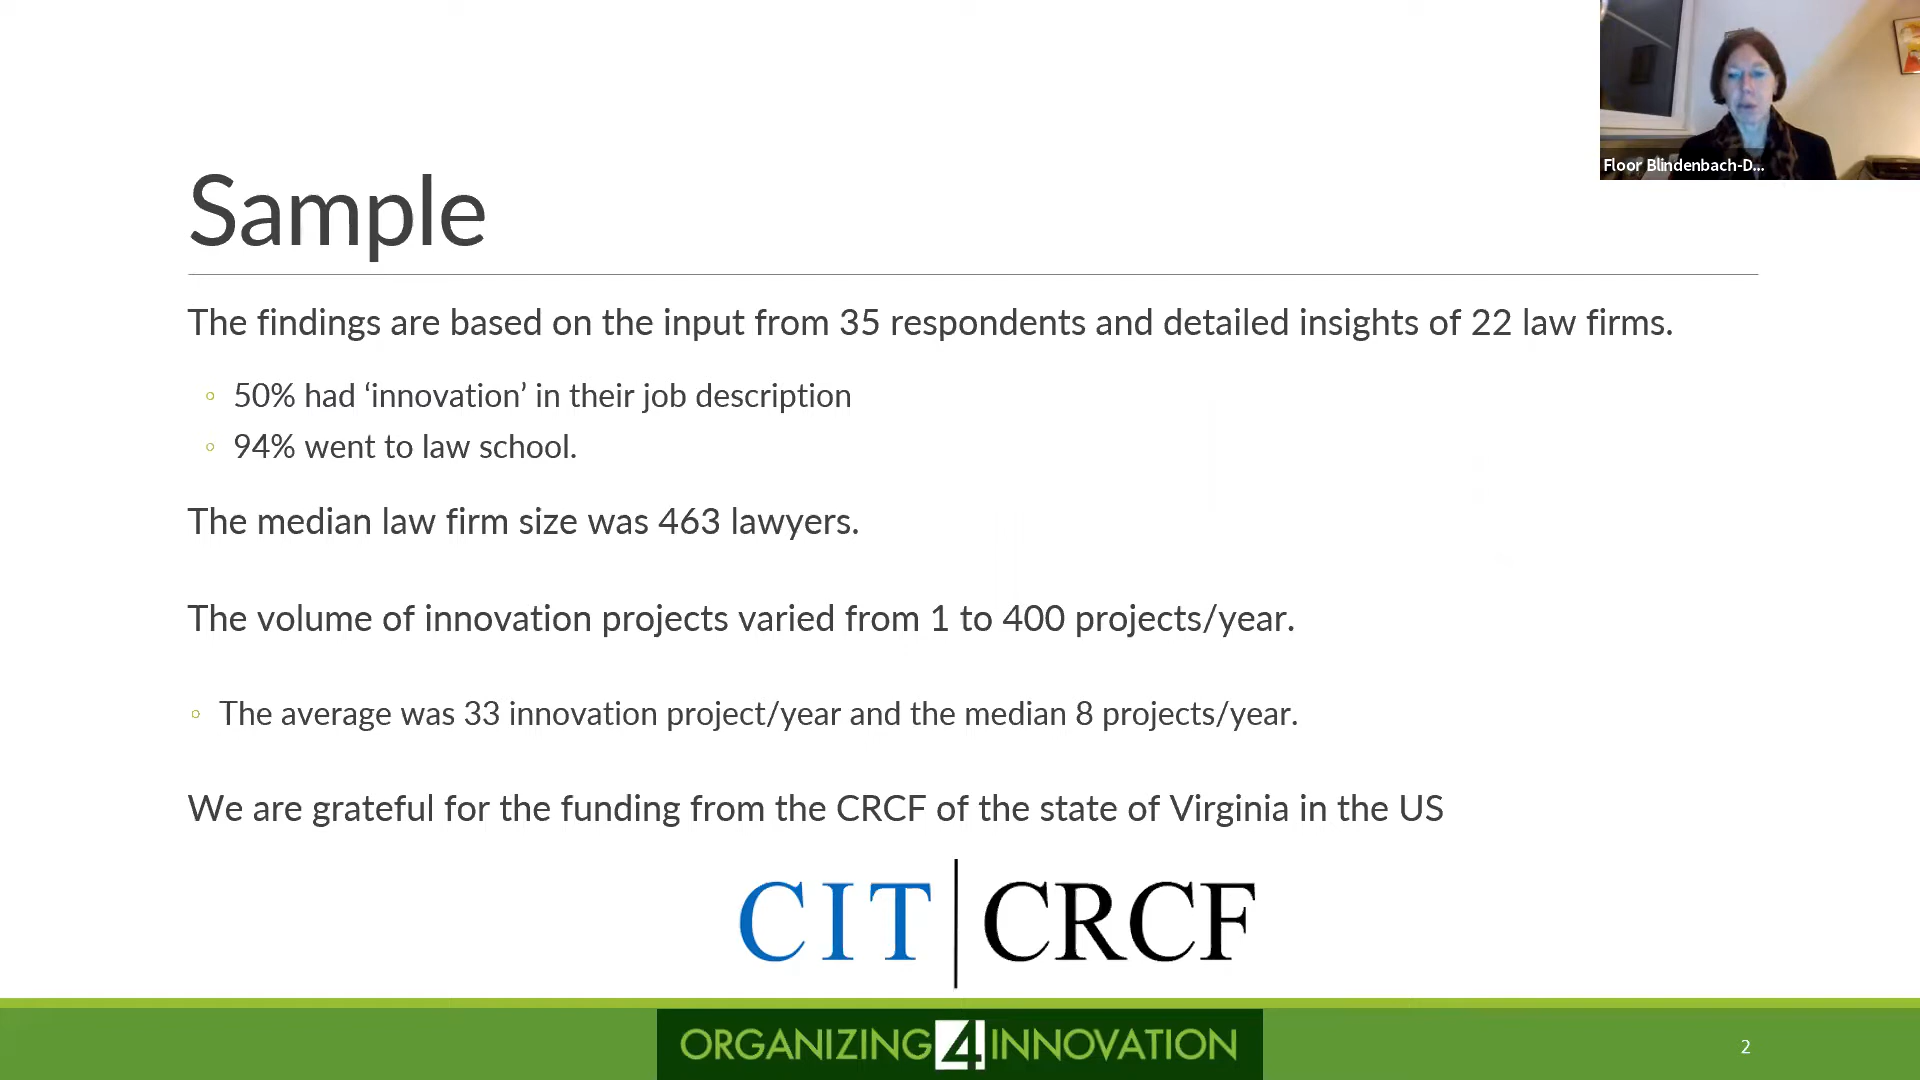 Floor Blindenbach-D...
Sample
The findings are based on the input from 35 respondents and detailed insights of 22 law firms.
◦ 50% had ‘innovation’ in their job description
◦ 94% went to law school.
The median law firm size was 463 lawyers.
The volume of innovation projects varied from 1 to 400 projects/year.
◦ The average was 33 innovation project/year and the median 8 projects/year.
We are grateful for the funding from the CRCF of the state of Virginia in the US
CIT | CRCF
ORGANIZING 4 INNOVATION
2